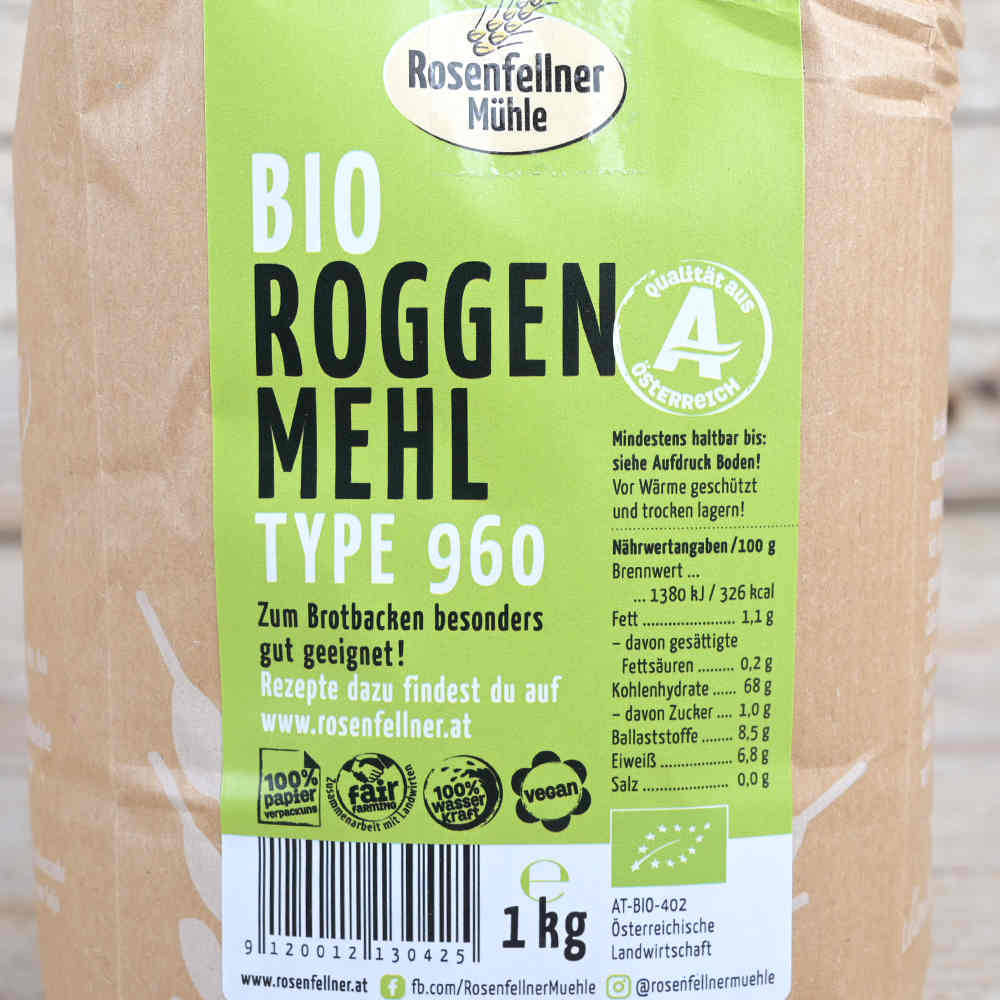 Rosenfellner
Mühle
BIO
ROGGEN
MEHL
TYPE 960
Zum Brotbacken besonders
gut geeignet!
Rezepte dazu findest du auf
www.rosenfellner.at
Qualität aus
A
Österreich
Mindestens haltbar bis:
siehe Aufdruck Boden!
Vor Wärme geschützt
und trocken lagern!
Nährwertangaben/100 g
Brennwert ...
... 1380 kJ / 326 kcal
Fett ...................... 1,1 g
– davon gesättigte
Fettsäuren ......... 0,2 g
Kohlenhydrate ...... 68 g
– davon Zucker .... 1,0 g
Ballaststoffe ........ 8,5 g
Eiweiß ................. 6,8 g
Salz .................... 0,0 g
100%
papier
verpackung
fair
FARMING
Zusammenarbeit mit Landwirten
100%
wasser
kraft
vegan
9 120012 130425
e
1 kg
AT-BIO-402
Österreichische
Landwirtschaft
www.rosenfellner.at
fb.com/RosenfellnerMuehle
@rosenfellnermuehle